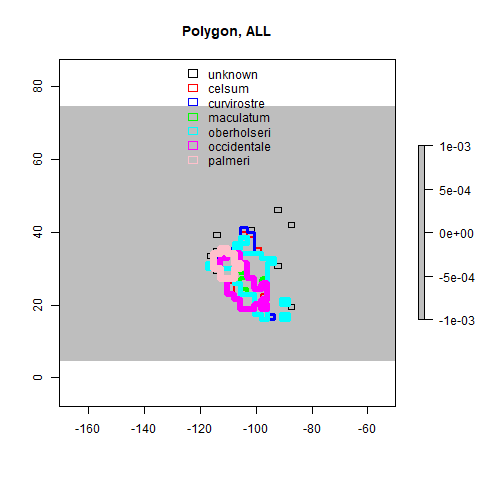 Polygon, ALL
unknown
celsum
curvirostre
maculatum
oberholseri
occidentale
palmeri
80
60
40
20
0
-160
-140
-120
-100
-80
-60
1e-03
5e-04
0e+00
-5e-04
-1e-03